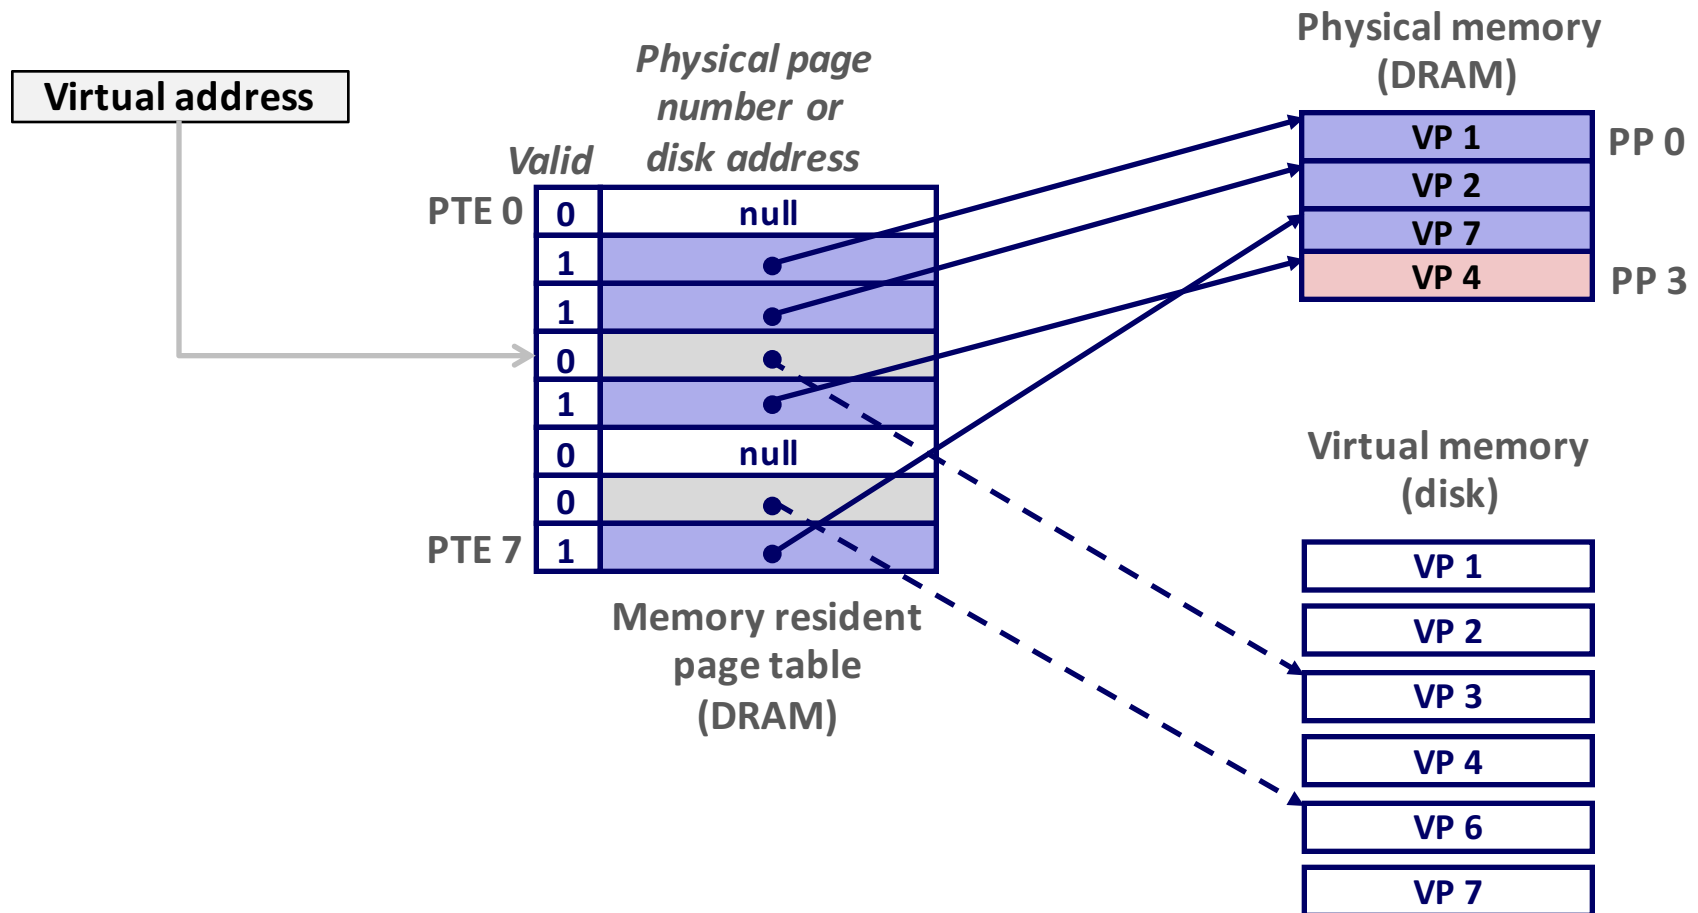 Virtual address
Physical page
number or
disk address
Valid
PTE 0
0
null
1
1
0
1
0
null
0
PTE 7
1
Memory resident
page table
(DRAM)
Physical memory
(DRAM)
VP 1
PP 0
VP 2
VP 7
VP 4
PP 3
Virtual memory
(disk)
VP 1
VP 2
VP 3
VP 4
VP 6
VP 7